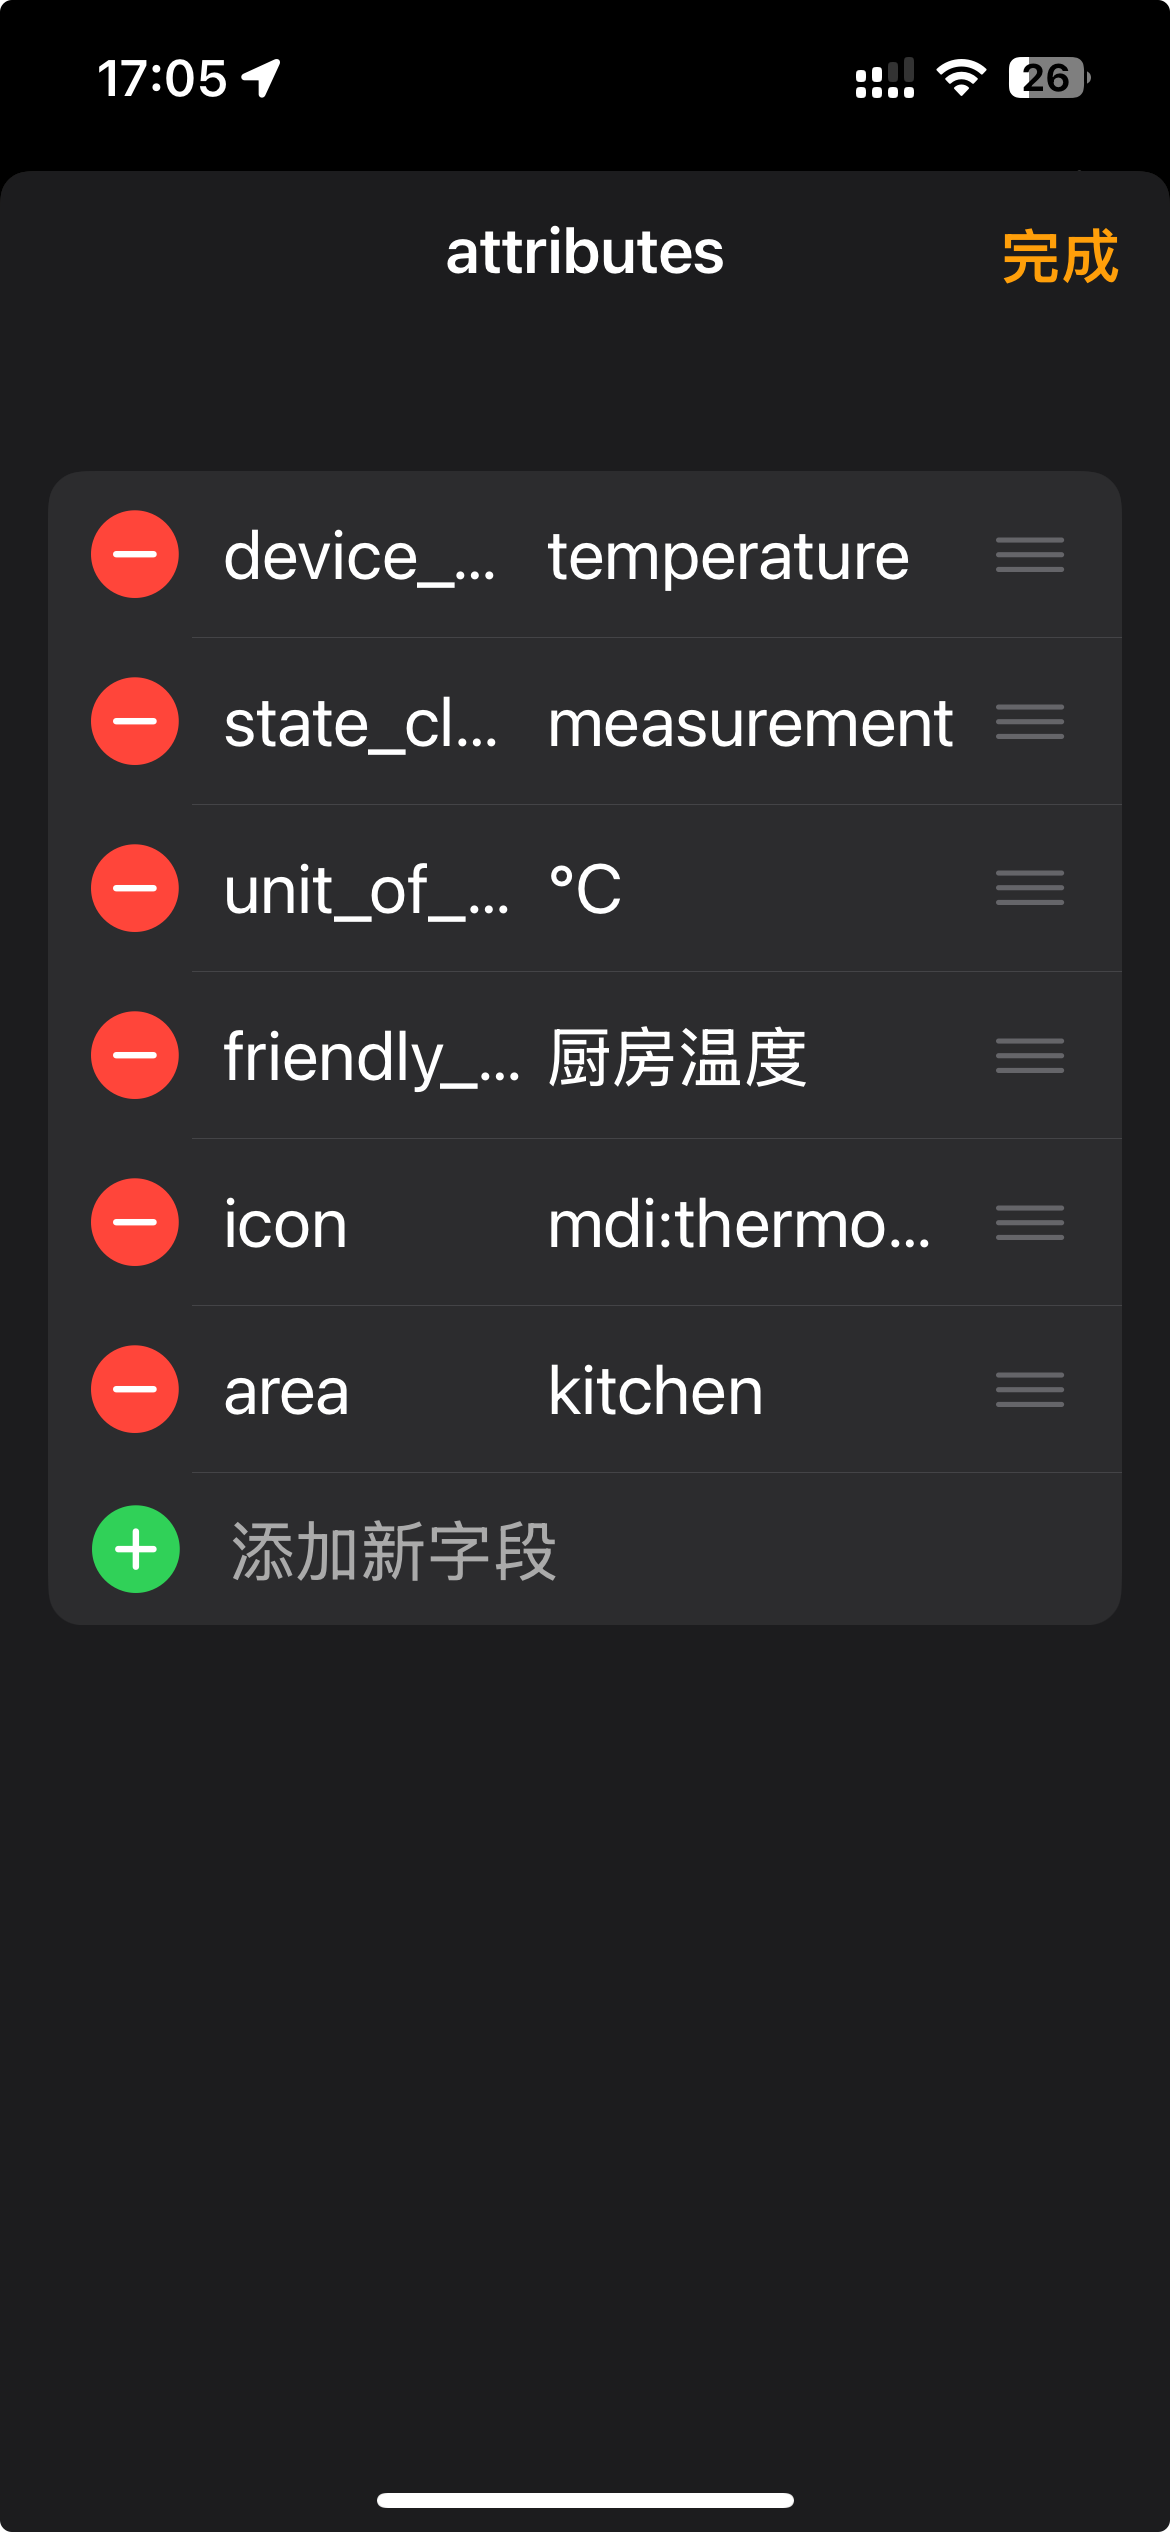 17:05 26
attributes 完成
device_... temperature
state_cl... measurement
unit_of_... °C
friendly_... 厨房温度
icon mdi:thermo...
area kitchen
添加新字段